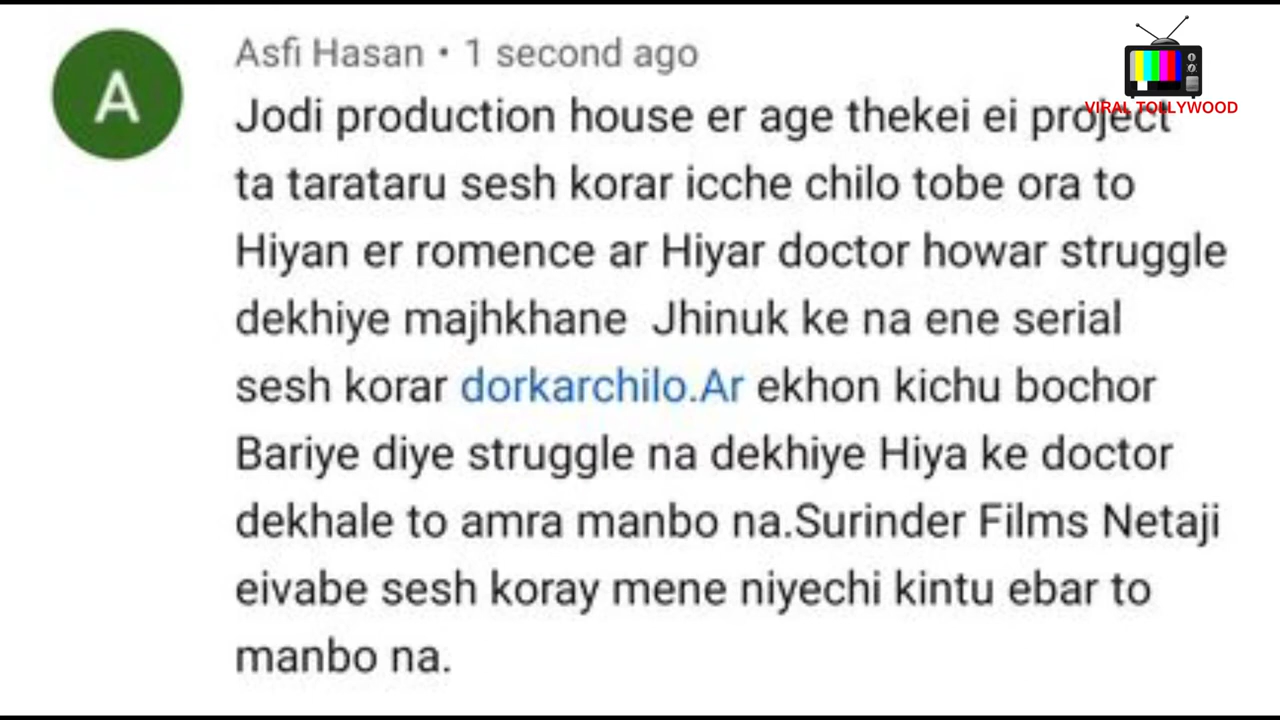 A
Asfi Hasan • 1 second ago
VIRAL TOLLYWOOD
Jodi production house er age thekei ei project
ta tarataru sesh korar icche chilo tobe ora to
Hiyan er romence ar Hiyar doctor howar struggle
dekhiye majhkhane Jhinuk ke na ene serial
sesh korar dorkarchilo.Ar ekhon kichu bochor
Bariye diye struggle na dekhiye Hiya ke doctor
dekhale to amra manbo na.Surinder Films Netaji
eivabe sesh koray mene niyechi kintu ebar to
manbo na.